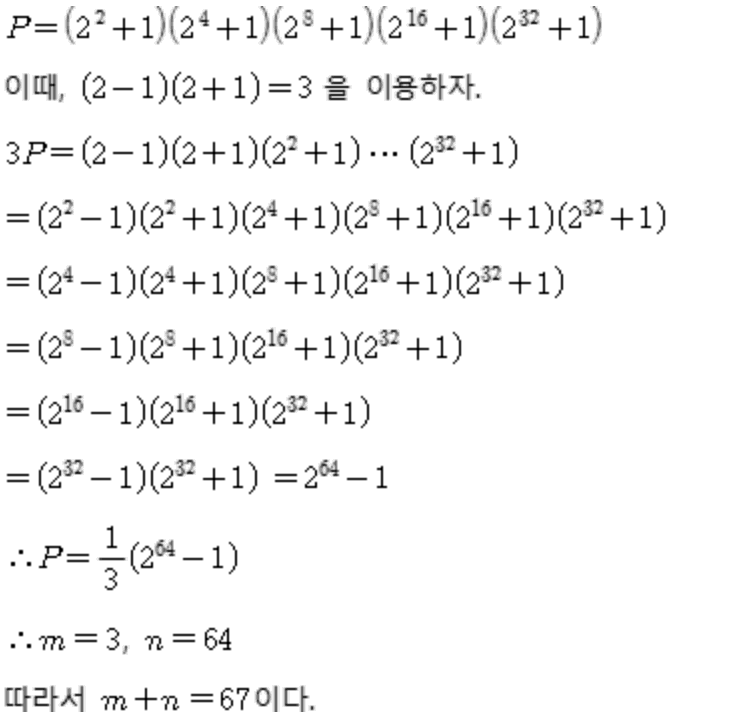 P=(2²+1)(2⁴+1)(2⁸+1)(2¹⁶+1)(2³²+1)
이때, (2−1)(2+1)=3 을 이용하자.
3P=(2−1)(2+1)(2²+1)⋯(2³²+1)
=(2²−1)(2²+1)(2⁴+1)(2⁸+1)(2¹⁶+1)(2³²+1)
=(2⁴−1)(2⁴+1)(2⁸+1)(2¹⁶+1)(2³²+1)
=(2⁸−1)(2⁸+1)(2¹⁶+1)(2³²+1)
=(2¹⁶−1)(2¹⁶+1)(2³²+1)
=(2³²−1)(2³²+1) =2⁶⁴−1
∴P=1/3(2⁶⁴−1)
∴m=3, n=64
따라서 m+n=67이다.